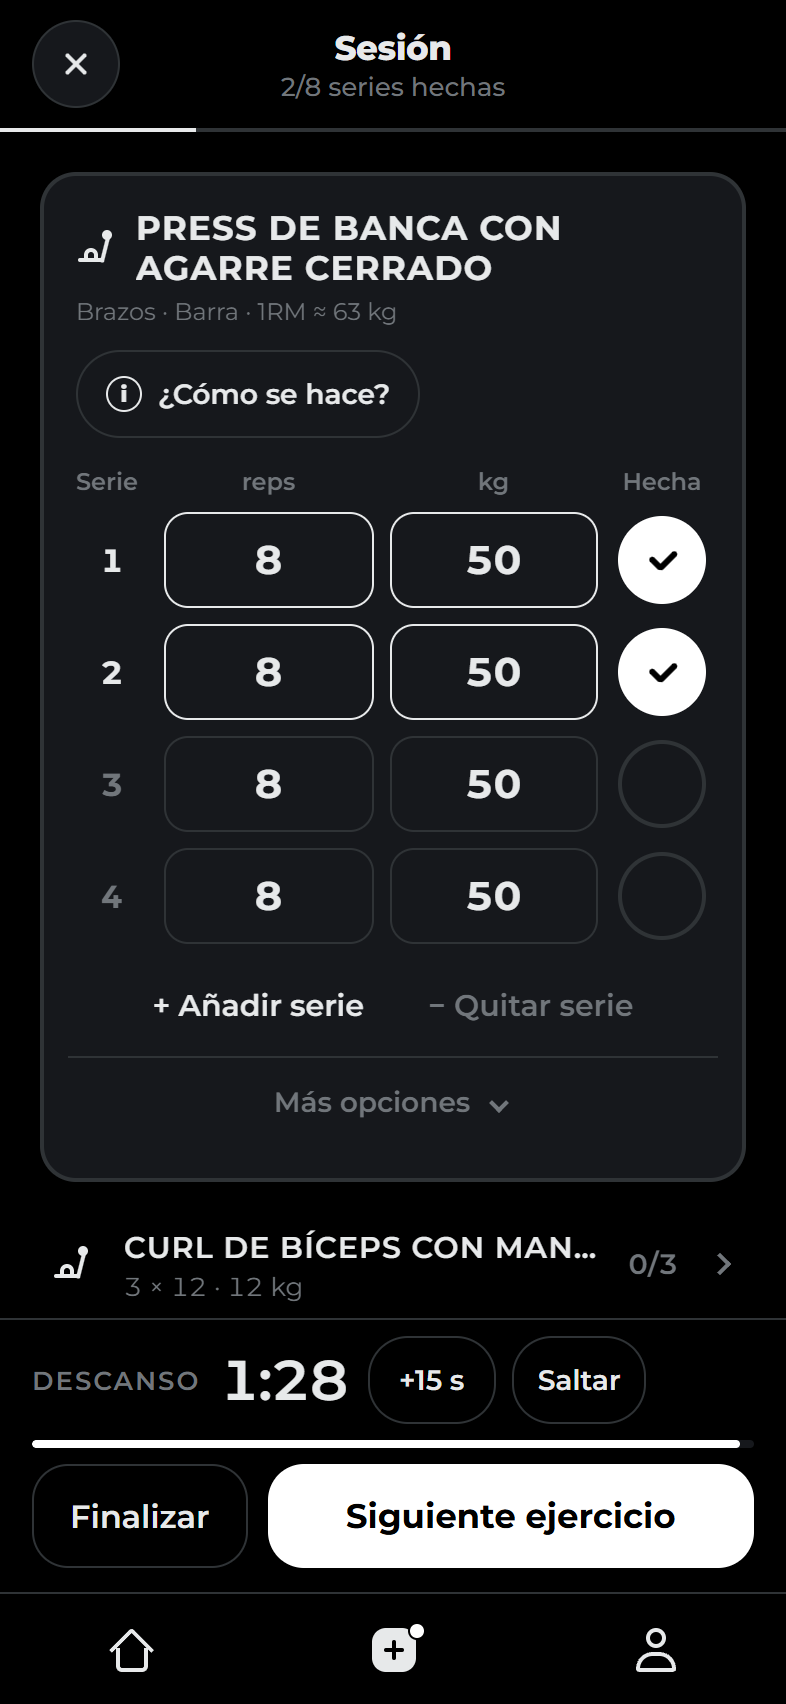 Sesión
2/8 series hechas
PRESS DE BANCA CON
AGARRE CERRADO
Brazos · Barra · 1RM ≈ 63 kg
¿Cómo se hace?
Serie reps kg Hecha
1 8 50
2 8 50
3 8 50
4 8 50
+ Añadir serie − Quitar serie
Más opciones
CURL DE BÍCEPS CON MAN... 0/3
3 × 12 · 12 kg
DESCANSO 1:28 +15 s Saltar
Finalizar Siguiente ejercicio